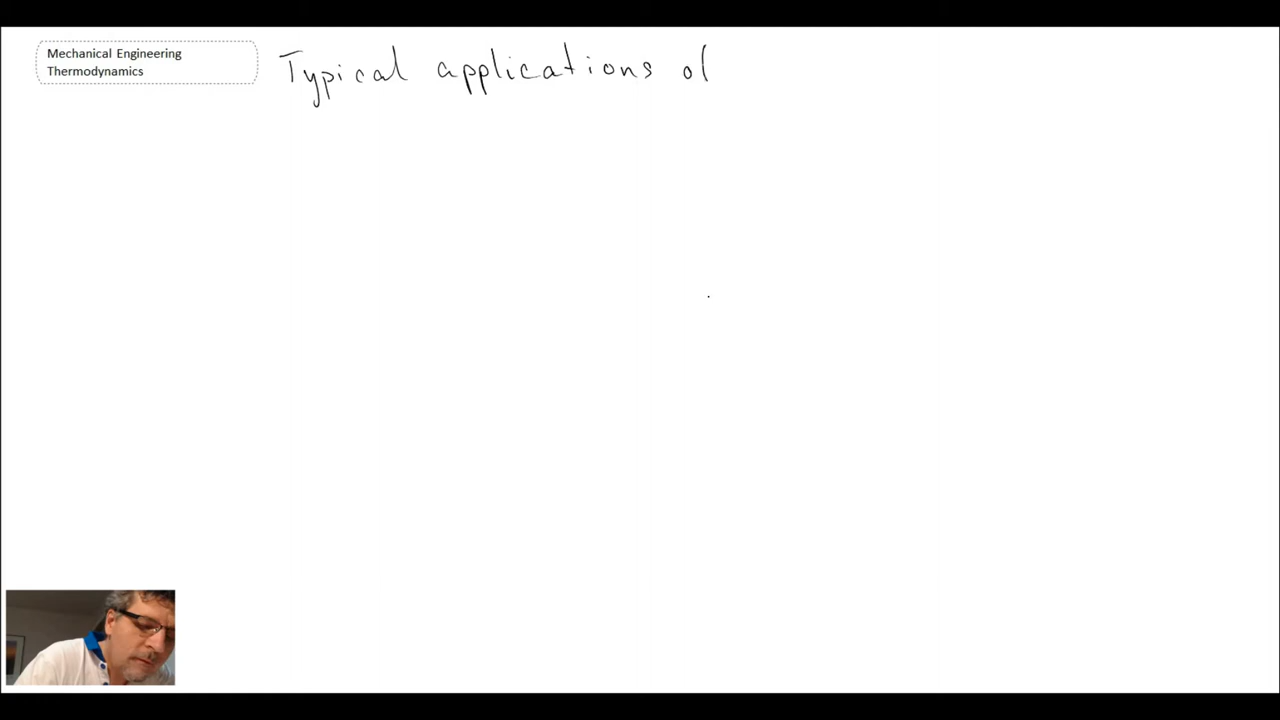 Mechanical Engineering
Thermodynamics
Typical applications of